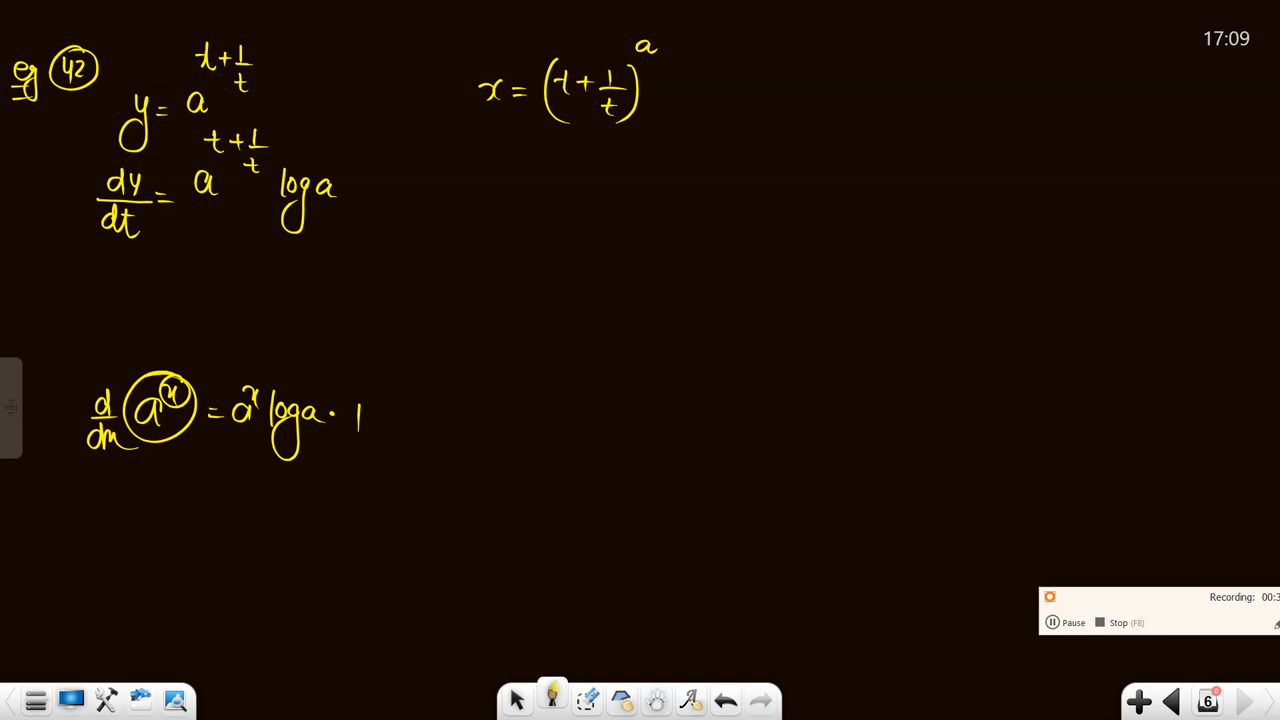 17:09
eg 42
y = a^(t + 1/t)
x = (t + 1/t)^a
dy/dt = a^(t + 1/t) log a
d/dx a^x = a^x log a · 1
Recording: 00:3
Pause Stop (F8)
6